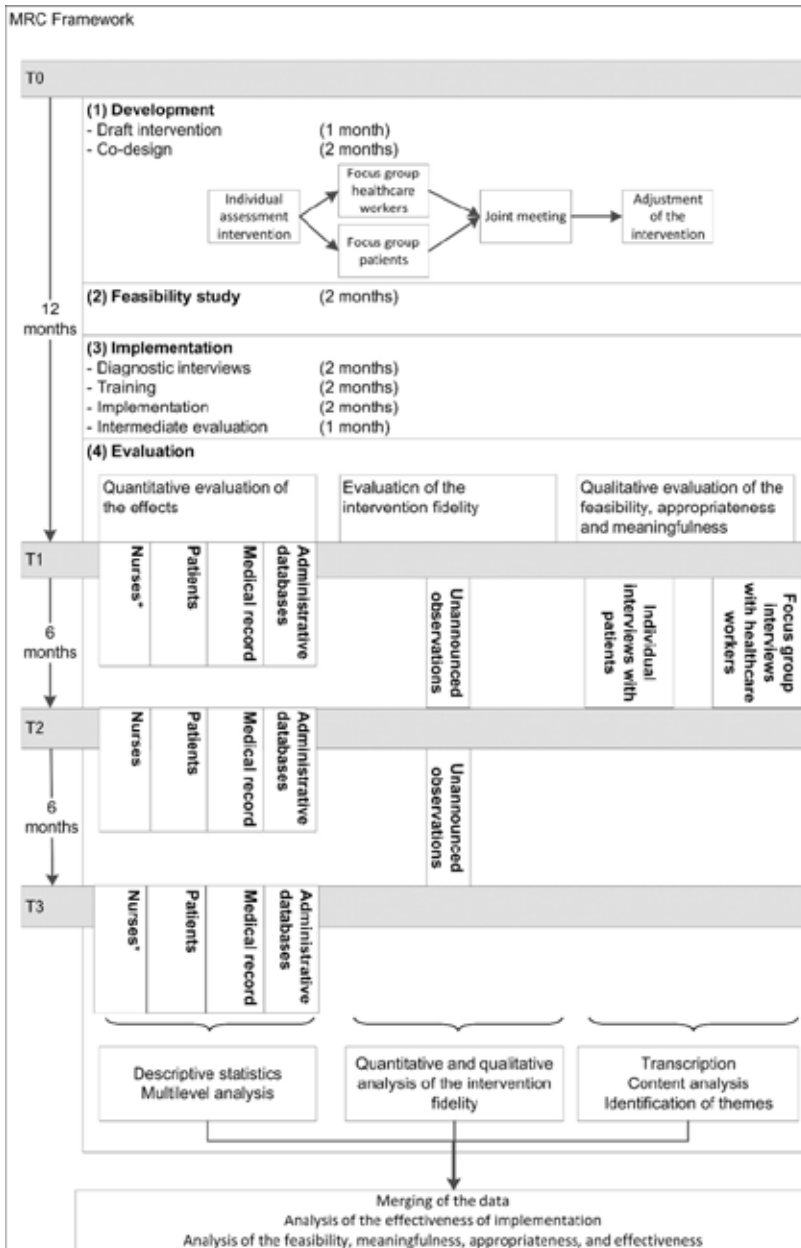 MRC Framework
T0
(1) Development
- Draft intervention (1 month)
- Co-design (2 months)
Individual
assessment
intervention
Focus group
healthcare
workers
Focus group
patients
Joint meeting
Adjustment
of the
intervention
12
months
(2) Feasibility study (2 months)
(3) Implementation
- Diagnostic interviews (2 months)
- Training (2 months)
- Implementation (2 months)
- Intermediate evaluation (1 month)
(4) Evaluation
Quantitative evaluation of
the effects
Evaluation of the
intervention fidelity
Qualitative evaluation of the
feasibility, appropriateness
and meaningfulness
T1
Nurses*
Patients
Medical record
Administrative
databases
Unannounced
observations
Individual
interviews with
patients
Focus group
interviews
with healthcare
workers
6
months
T2
Nurses
Patients
Medical record
Administrative
databases
Unannounced
observations
6
months
T3
Nurses*
Patients
Medical record
Administrative
databases
Descriptive statistics
Multilevel analysis
Quantitative and qualitative
analysis of the intervention
fidelity
Transcription
Content analysis
Identification of themes
Merging of the data
Analysis of the effectiveness of implementation
Analysis of the feasibility, meaningfulness, appropriateness, and effectiveness